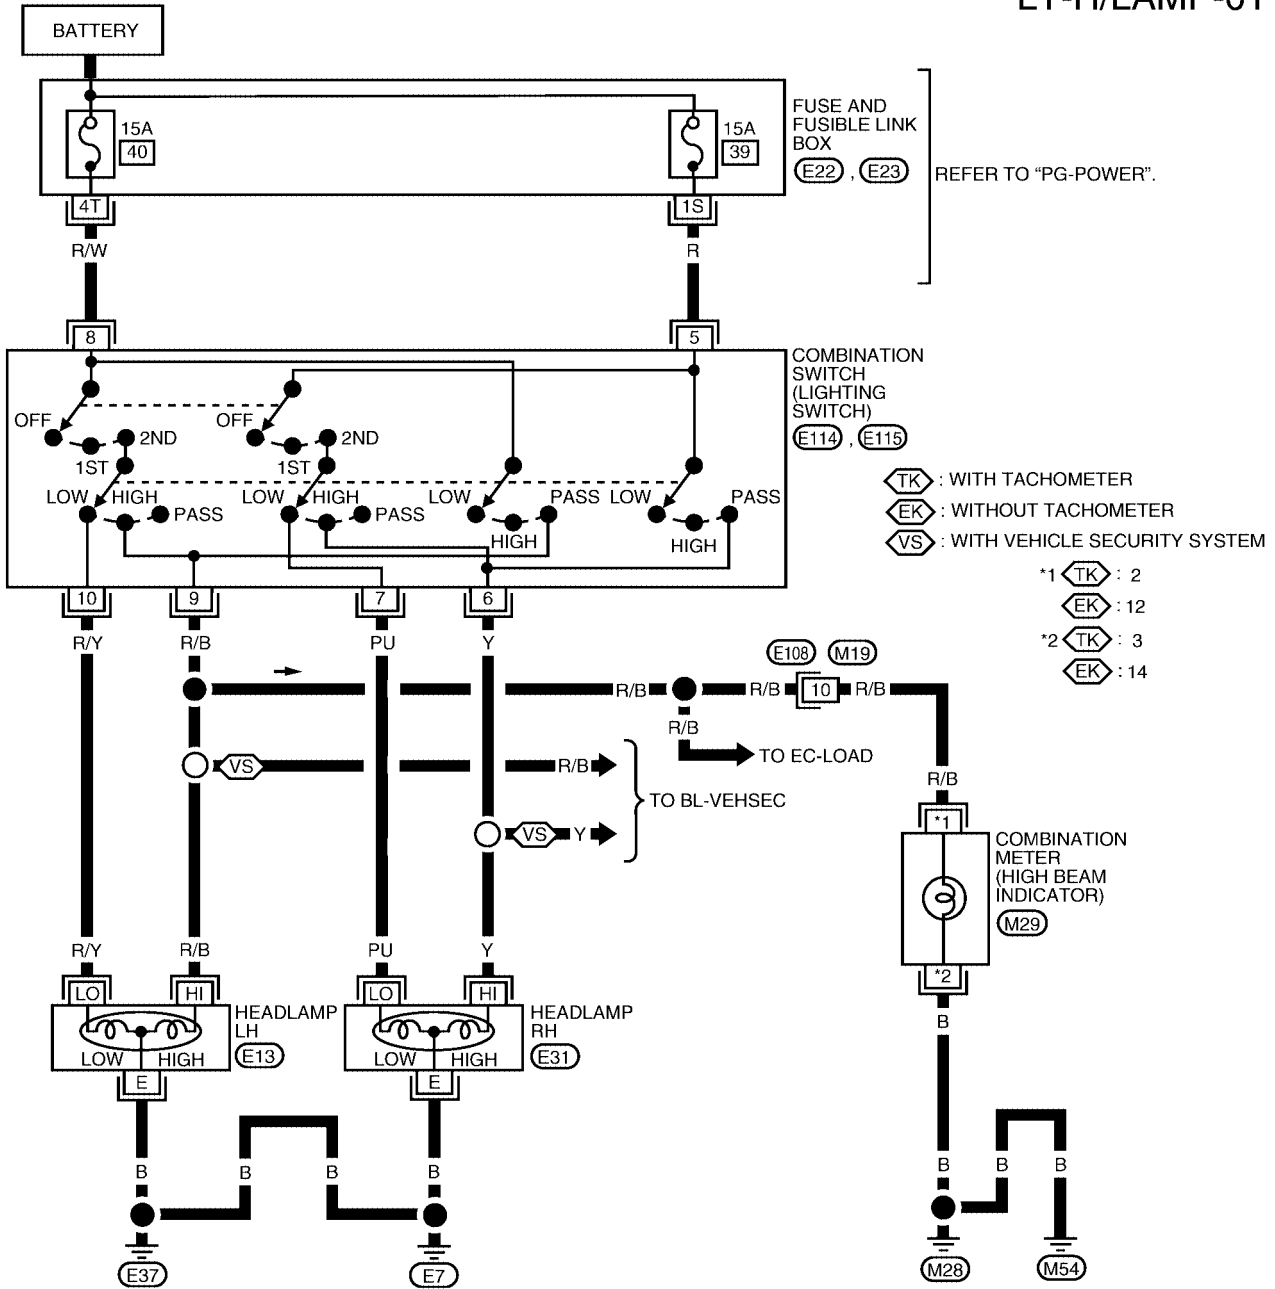 BATTERY
15A
40
15A
39
FUSE AND
FUSIBLE LINK
BOX
E22 , E23
REFER TO “PG-POWER”.
4T
1S
R/W
R
8
5
COMBINATION
SWITCH
(LIGHTING
SWITCH)
E114 , E115
OFF
2ND
1ST
OFF
2ND
1ST
LOW
HIGH
PASS
LOW
HIGH
PASS
LOW
PASS
HIGH
LOW
PASS
HIGH
TK : WITH TACHOMETER
EK : WITHOUT TACHOMETER
VS : WITH VEHICLE SECURITY SYSTEM
*1 TK : 2
EK : 12
*2 TK : 3
EK : 14
10
9
7
6
R/Y
R/B
PU
Y
E108
M19
R/B
R/B
10
R/B
R/B
TO EC-LOAD
VS
R/B
TO BL-VEHSEC
VS
Y
R/B
*1
COMBINATION
METER
(HIGH BEAM
INDICATOR)
M29
*2
R/Y
R/B
PU
Y
LO
HI
HEADLAMP
LH
E13
LOW
HIGH
E
LO
HI
HEADLAMP
RH
E31
LOW
HIGH
E
B
B
B
B
B
B
B
B
E37
E7
M28
M54